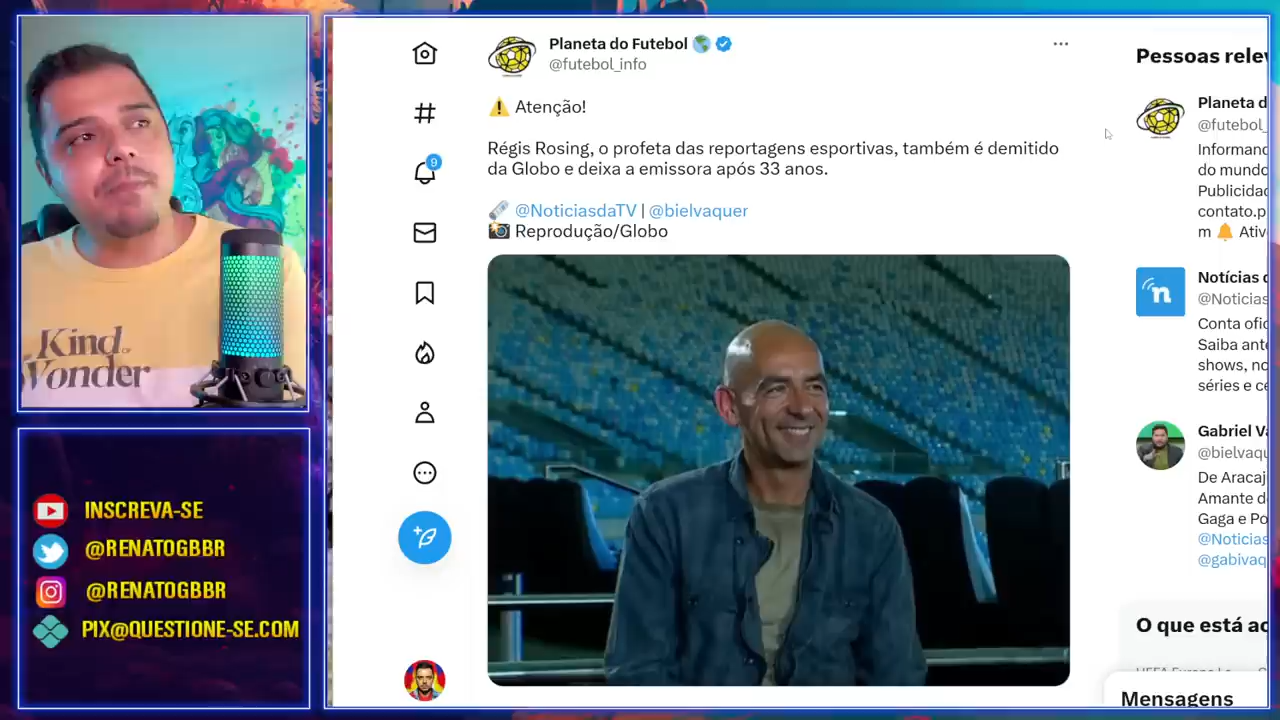 Kind
OF
Wonder
INSCREVA-SE
@RENATOGBBR
@RENATOGBBR
PIX@QUESTIONE-SE.COM
9
Planeta do Futebol
@futebol_info
Atenção!
Régis Rosing, o profeta das reportagens esportivas, também é demitido
da Globo e deixa a emissora após 33 anos.
@NoticiasdaTV | @bielvaquer
Reprodução/Globo
Pessoas rele
Planeta d
@futebol_
Informand
do mundo
Publicidad
contato.p
m Ativ
Notícias d
@Noticias
Conta ofic
Saiba ante
shows, no
séries e ce
Gabriel Va
@bielvaqu
De Aracaj
Amante d
Gaga e Po
@Noticias
@gabivaq
O que está ac
Mensagens